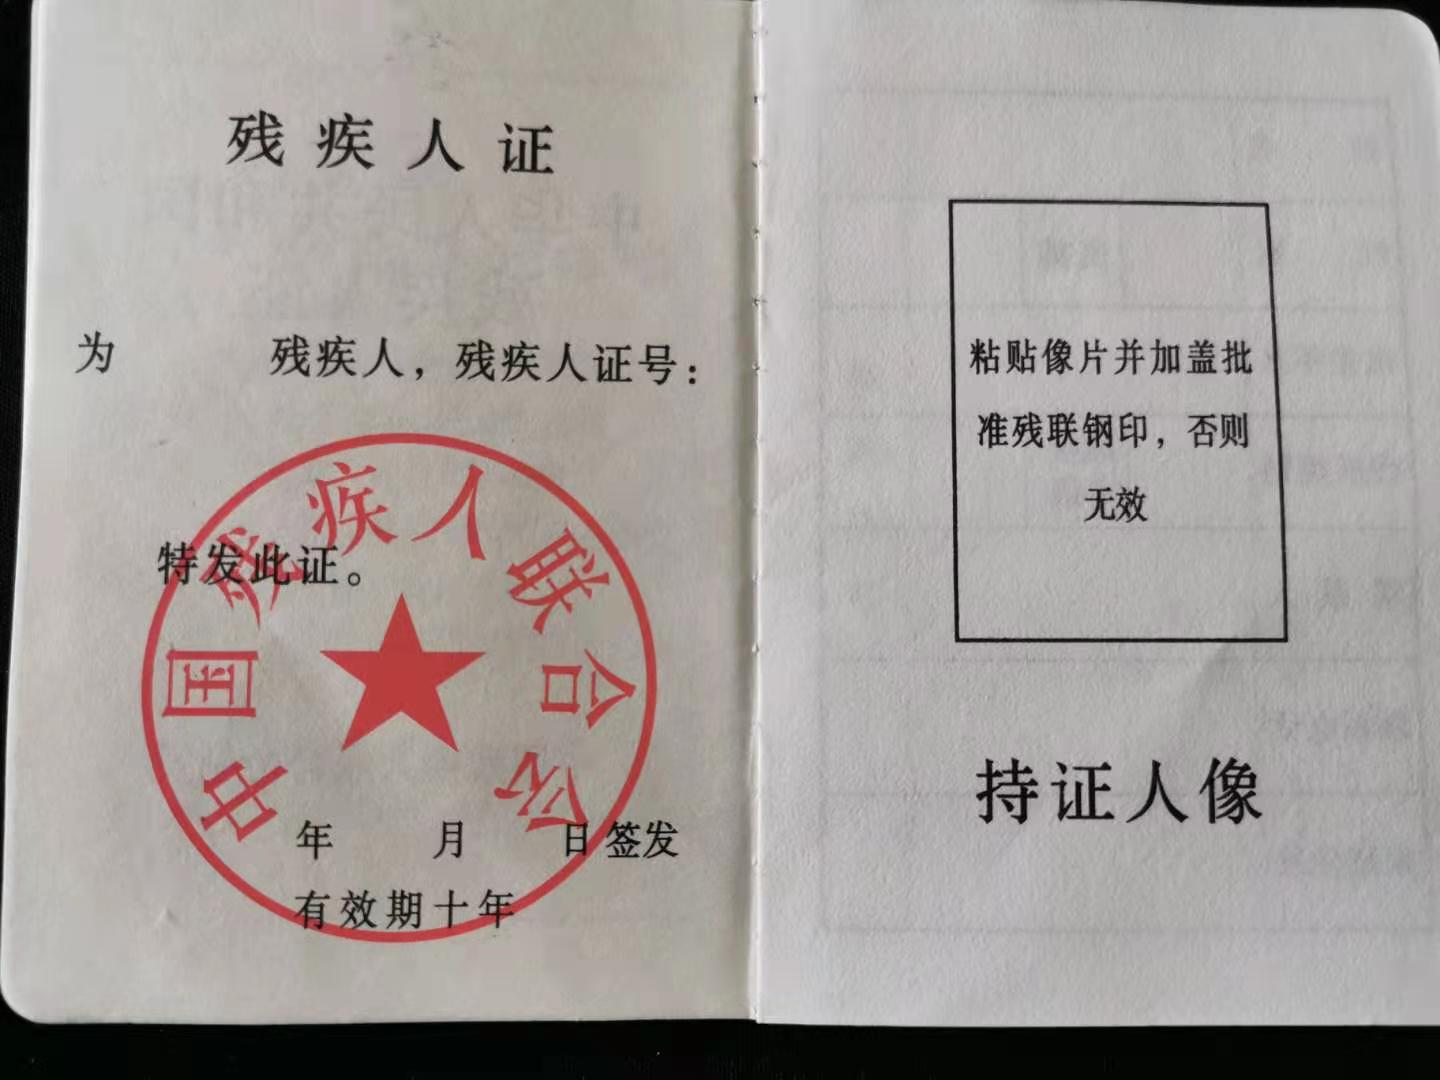 残疾人证
为 残疾人，残疾人证号：
特发此证。
中国残疾人联合会
年 月 日签发
有效期十年
粘贴像片并加盖批
准残联钢印，否则
无效
持证人像